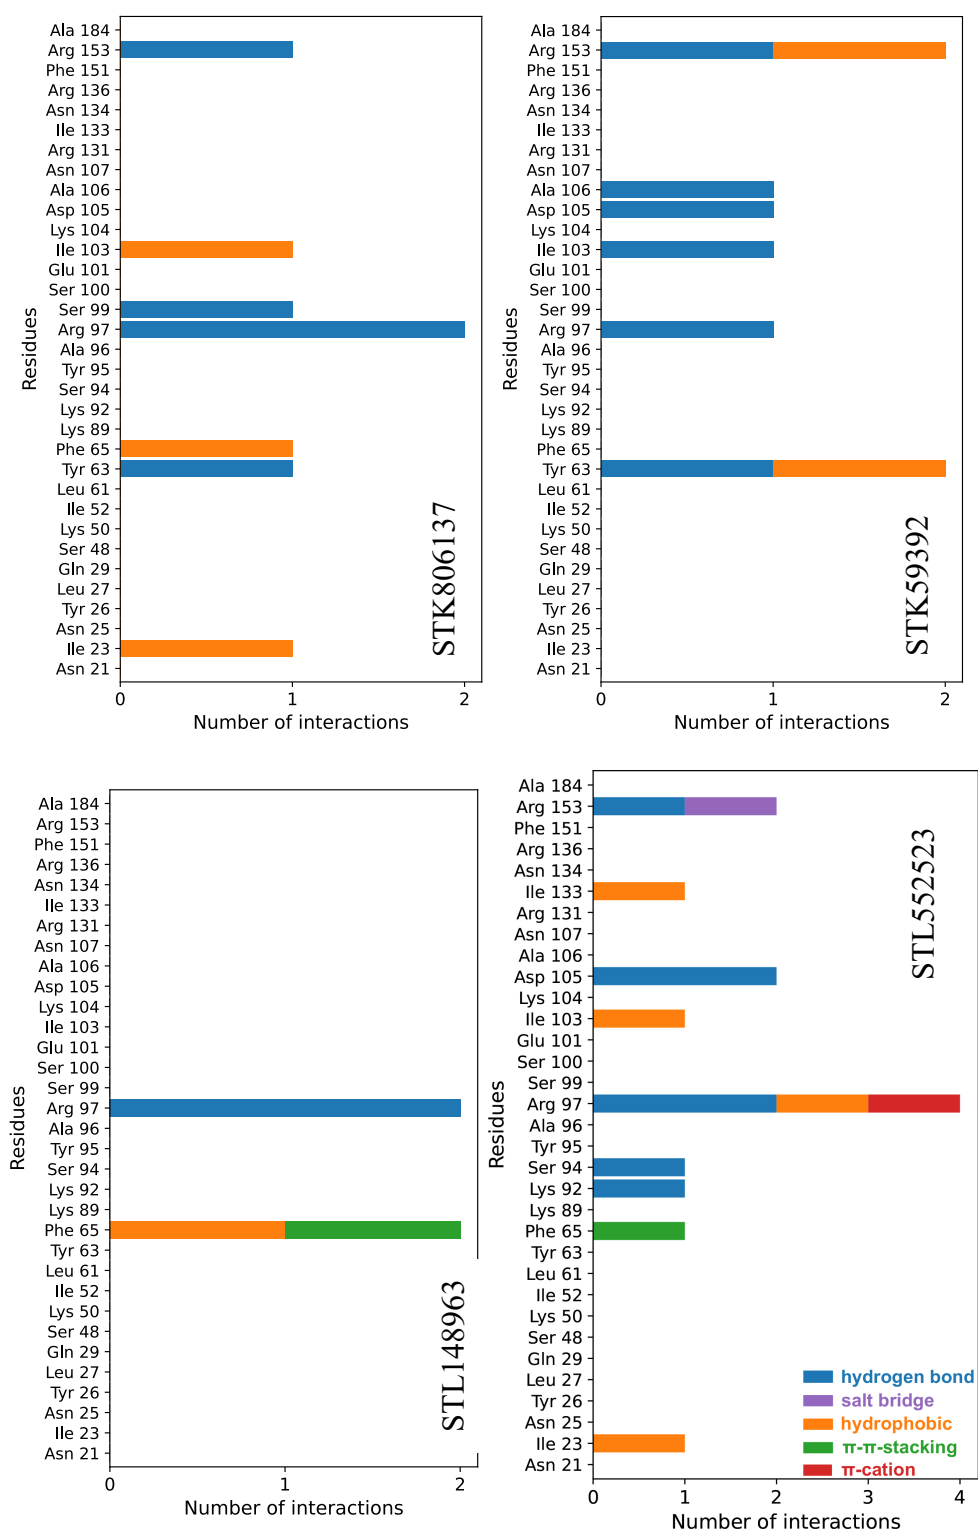 Ala 184
Arg 153
Phe 151
Arg 136
Asn 134
Ile 133
Arg 131
Asn 107
Ala 106
Asp 105
Lys 104
Ile 103
Glu 101
Ser 100
Ser 99
Arg 97
Ala 96
Tyr 95
Ser 94
Lys 92
Lys 89
Phe 65
Tyr 63
Leu 61
Ile 52
Lys 50
Ser 48
Gln 29
Leu 27
Tyr 26
Asn 25
Ile 23
Asn 21
Residues
STK806137
0 1 2
Number of interactions
Ala 184
Arg 153
Phe 151
Arg 136
Asn 134
Ile 133
Arg 131
Asn 107
Ala 106
Asp 105
Lys 104
Ile 103
Glu 101
Ser 100
Ser 99
Arg 97
Ala 96
Tyr 95
Ser 94
Lys 92
Lys 89
Phe 65
Tyr 63
Leu 61
Ile 52
Lys 50
Ser 48
Gln 29
Leu 27
Tyr 26
Asn 25
Ile 23
Asn 21
Residues
STK59392
0 1 2
Number of interactions
Ala 184
Arg 153
Phe 151
Arg 136
Asn 134
Ile 133
Arg 131
Asn 107
Ala 106
Asp 105
Lys 104
Ile 103
Glu 101
Ser 100
Ser 99
Arg 97
Ala 96
Tyr 95
Ser 94
Lys 92
Lys 89
Phe 65
Tyr 63
Leu 61
Ile 52
Lys 50
Ser 48
Gln 29
Leu 27
Tyr 26
Asn 25
Ile 23
Asn 21
Residues
STL148963
0 1 2
Number of interactions
Ala 184
Arg 153
Phe 151
Arg 136
Asn 134
Ile 133
Arg 131
Asn 107
Ala 106
Asp 105
Lys 104
Ile 103
Glu 101
Ser 100
Ser 99
Arg 97
Ala 96
Tyr 95
Ser 94
Lys 92
Lys 89
Phe 65
Tyr 63
Leu 61
Ile 52
Lys 50
Ser 48
Gln 29
Leu 27
Tyr 26
Asn 25
Ile 23
Asn 21
Residues
STL552523
hydrogen bond
salt bridge
hydrophobic
π-π-stacking
π-cation
0 1 2 3 4
Number of interactions